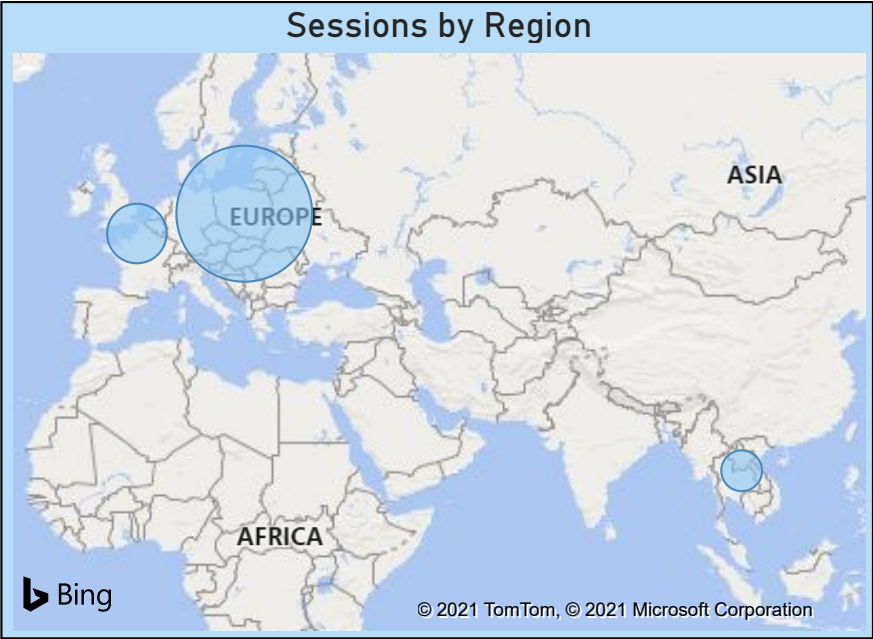 Sessions by Region
ASIA
EUROPE
AFRICA
Bing
© 2021 TomTom, © 2021 Microsoft Corporation